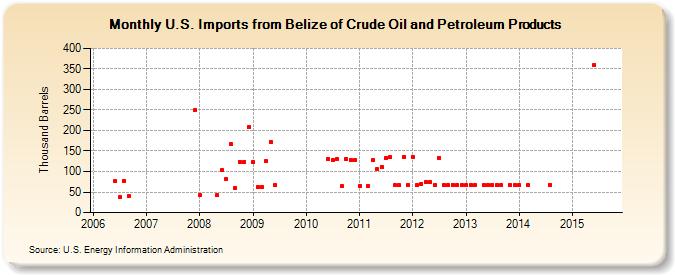 Monthly U.S. Imports from Belize of Crude Oil and Petroleum Products
Thousand Barrels
400
350
300
250
200
150
100
50
0
2006 2007 2008 2009 2010 2011 2012 2013 2014 2015
Source: U.S. Energy Information Administration